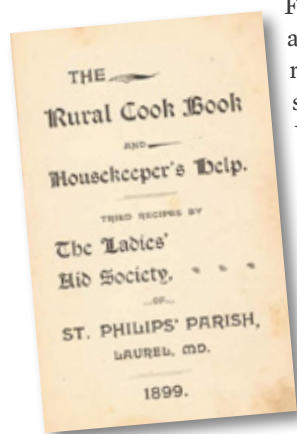 THE
Rural Cook Book
AND
Housekeeper's Help.
TRIED RECIPES BY
The Ladies'
Aid Society,
...OF...
ST. PHILIPS' PARISH,
LAUREL, MD.
1899.